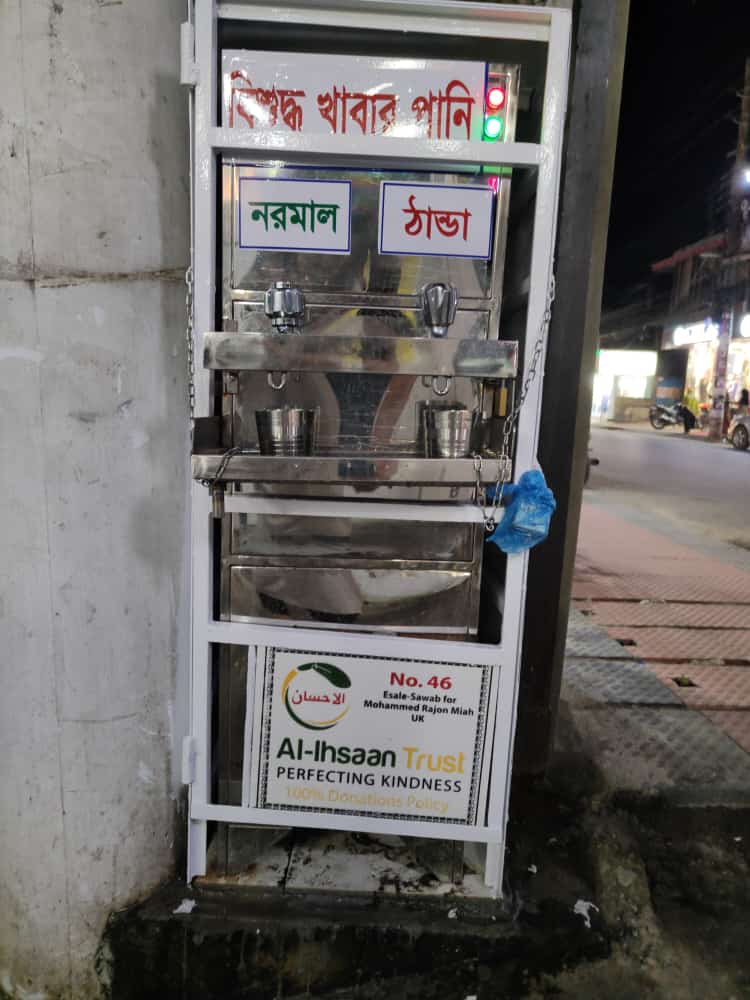 বিশুদ্ধ খাবার পানি
নরমাল
ঠান্ডা
الاحسان
No. 46
Esale-Sawab for
Mohammed Rajon Miah
UK
Al-Ihsaan Trust
PERFECTING KINDNESS
100% Donations Policy